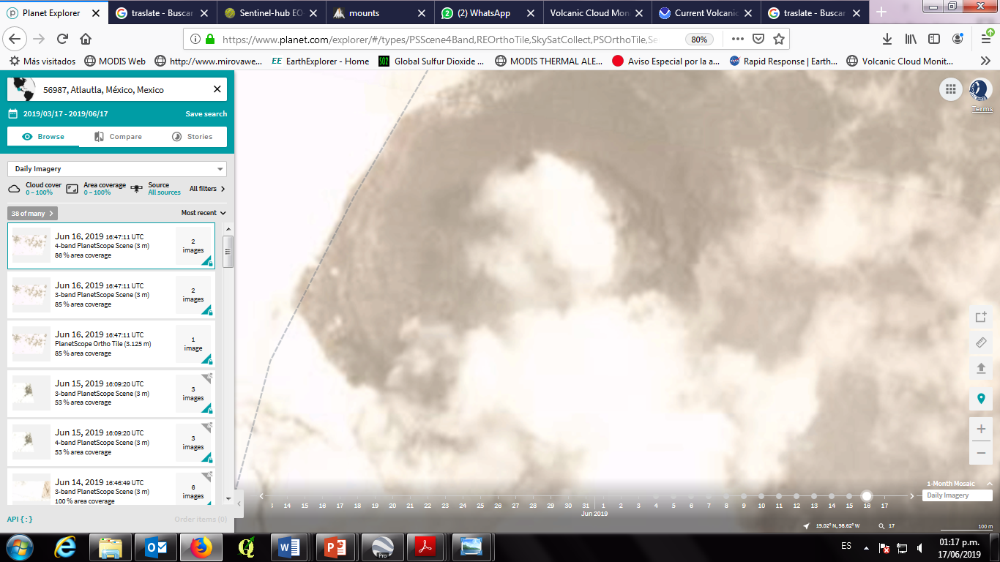 Planet Explorer
traslate - Buscar
Sentinel-hub EO
mounts
(2) WhatsApp
Volcanic Cloud Mon
Current Volcanic
traslate - Buscar
https://www.planet.com/explorer/#/types/PSScene4Band,REOrthoTile,SkySatCollect,PSOrthoTile,Se
80%
Más visitados
MODIS Web
http://www.mirovawe...
EE EarthExplorer - Home
SO2 Global Sulfur Dioxide ...
MODIS THERMAL ALE...
Aviso Especial por la a...
Rapid Response | Earth...
Volcanic Cloud Monit...
56987, Atlautla, México, Mexico
2019/03/17 - 2019/06/17
Save search
Browse
Compare
Stories
Daily Imagery
Cloud cover
0 – 100%
Area coverage
0 – 100%
Source
All sources
All filters
38 of many
Most recent
Jun 16, 2019 16:47:11 UTC
4-band PlanetScope Scene (3 m)
86 % area coverage
2
images
Jun 16, 2019 16:47:11 UTC
3-band PlanetScope Scene (3 m)
85 % area coverage
2
images
Jun 16, 2019 16:47:11 UTC
PlanetScope Ortho Tile (3.125 m)
85 % area coverage
1
image
Jun 15, 2019 16:09:20 UTC
3-band PlanetScope Scene (3 m)
53 % area coverage
3
images
Jun 15, 2019 16:09:20 UTC
4-band PlanetScope Scene (3 m)
53 % area coverage
3
images
Jun 14, 2019 16:46:49 UTC
3-band PlanetScope Scene (3 m)
100 % area coverage
6
images
API {:}
Order items (0)
Terms
1-Month Mosaic
Daily Imagery
14 15 16 17 18 19 20 21 22 23 24 25 26 27 28 29 30 31 1 2 3 4 5 6 7 8 9 10 11 12 13 14 15 16 17
Jun 2019
19.02° N, 98.62° W
17
100 m
Pro
ES
01:17 p.m.
17/06/2019